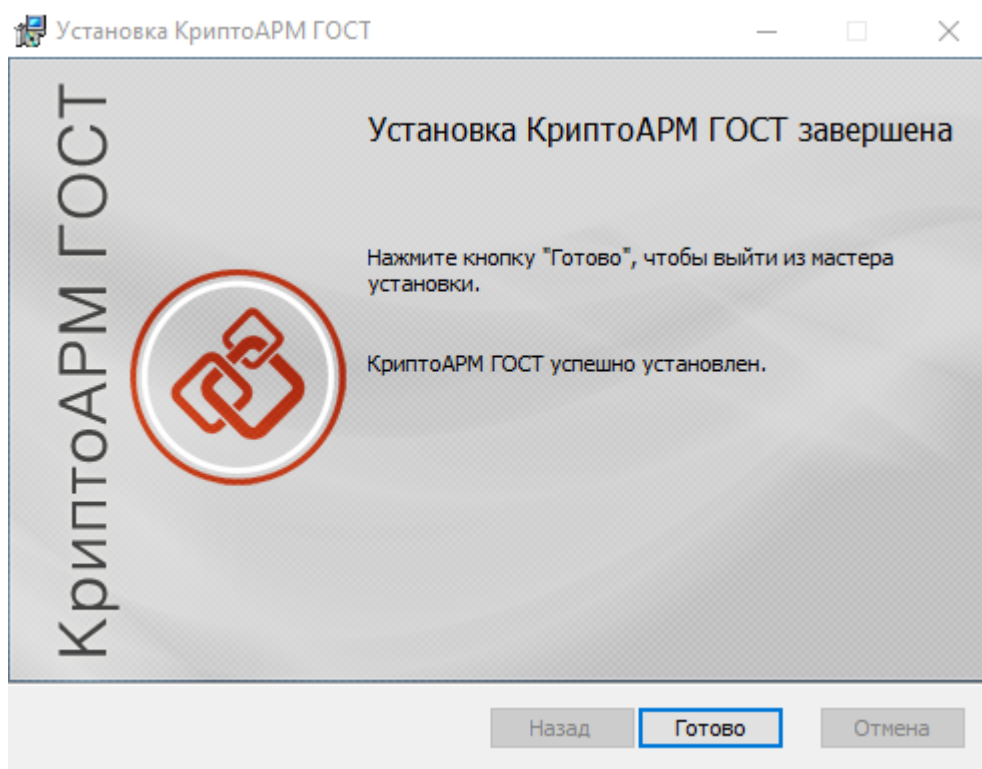 Установка КриптоАРМ ГОСТ
КриптоАРМ ГОСТ
Установка КриптоАРМ ГОСТ завершена
Нажмите кнопку "Готово", чтобы выйти из мастера
установки.
КриптоАРМ ГОСТ успешно установлен.
Назад
Готово
Отмена